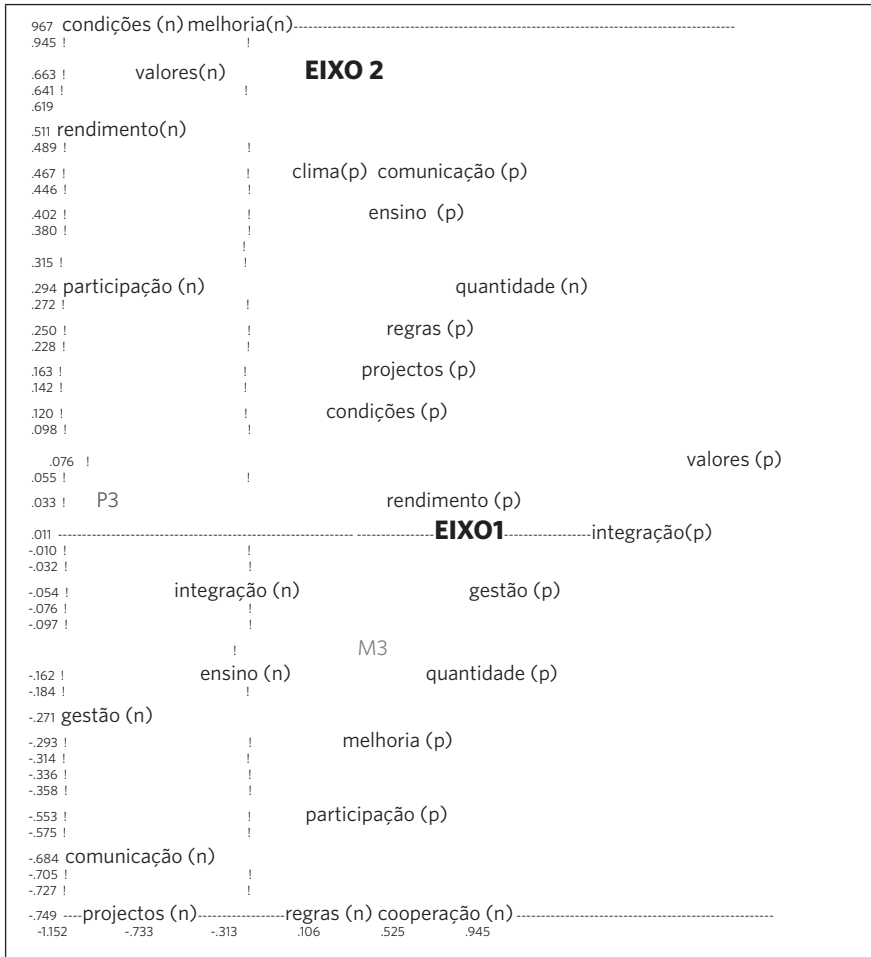 967 condições (n) melhoria(n)--------------------
.945 ! !
.663 ! valores(n) EIXO 2
.641 ! !
.619
.511 rendimento(n)
.489 ! !
.467 ! ! clima(p) comunicação (p)
.446 ! !
.402 ! ! ensino (p)
.380 ! !
!
.315 ! !
.294 participação (n) quantidade (n)
.272 ! !
.250 ! ! regras (p)
.228 ! !
.163 ! ! projectos (p)
.142 ! !
.120 ! ! condições (p)
.098 ! !
.076 ! valores (p)
.055 ! !
.033 ! P3 rendimento (p)
.011 -------------------- ----------EIXO1----------integração(p)
-.010 ! !
-.032 ! !
-.054 ! integração (n) gestão (p)
-.076 ! !
-.097 ! !
! M3
-.162 ! ensino (n) quantidade (p)
-.184 ! !
-.271 gestão (n)
-.293 ! ! melhoria (p)
-.314 ! !
-.336 ! !
-.358 ! !
-.553 ! ! participação (p)
-.575 ! !
-.684 comunicação (n)
-.705 ! !
-.727 ! !
-.749 ----projectos (n)----------regras (n) cooperação (n) --------------------
-1.152 -.733 -.313 .106 .525 .945